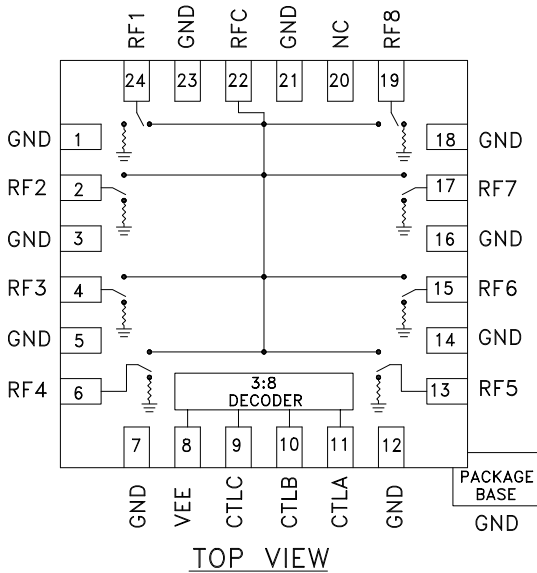 RF1
GND
RFC
GND
NC
RF8
24
23
22
21
20
19
GND
1
18
GND
RF2
2
17
RF7
GND
3
16
GND
RF3
4
15
RF6
GND
5
14
GND
RF4
6
13
RF5
3:8
DECODER
7
8
9
10
11
12
GND
VEE
CTLC
CTLB
CTLA
GND
PACKAGE
BASE
GND
TOP VIEW